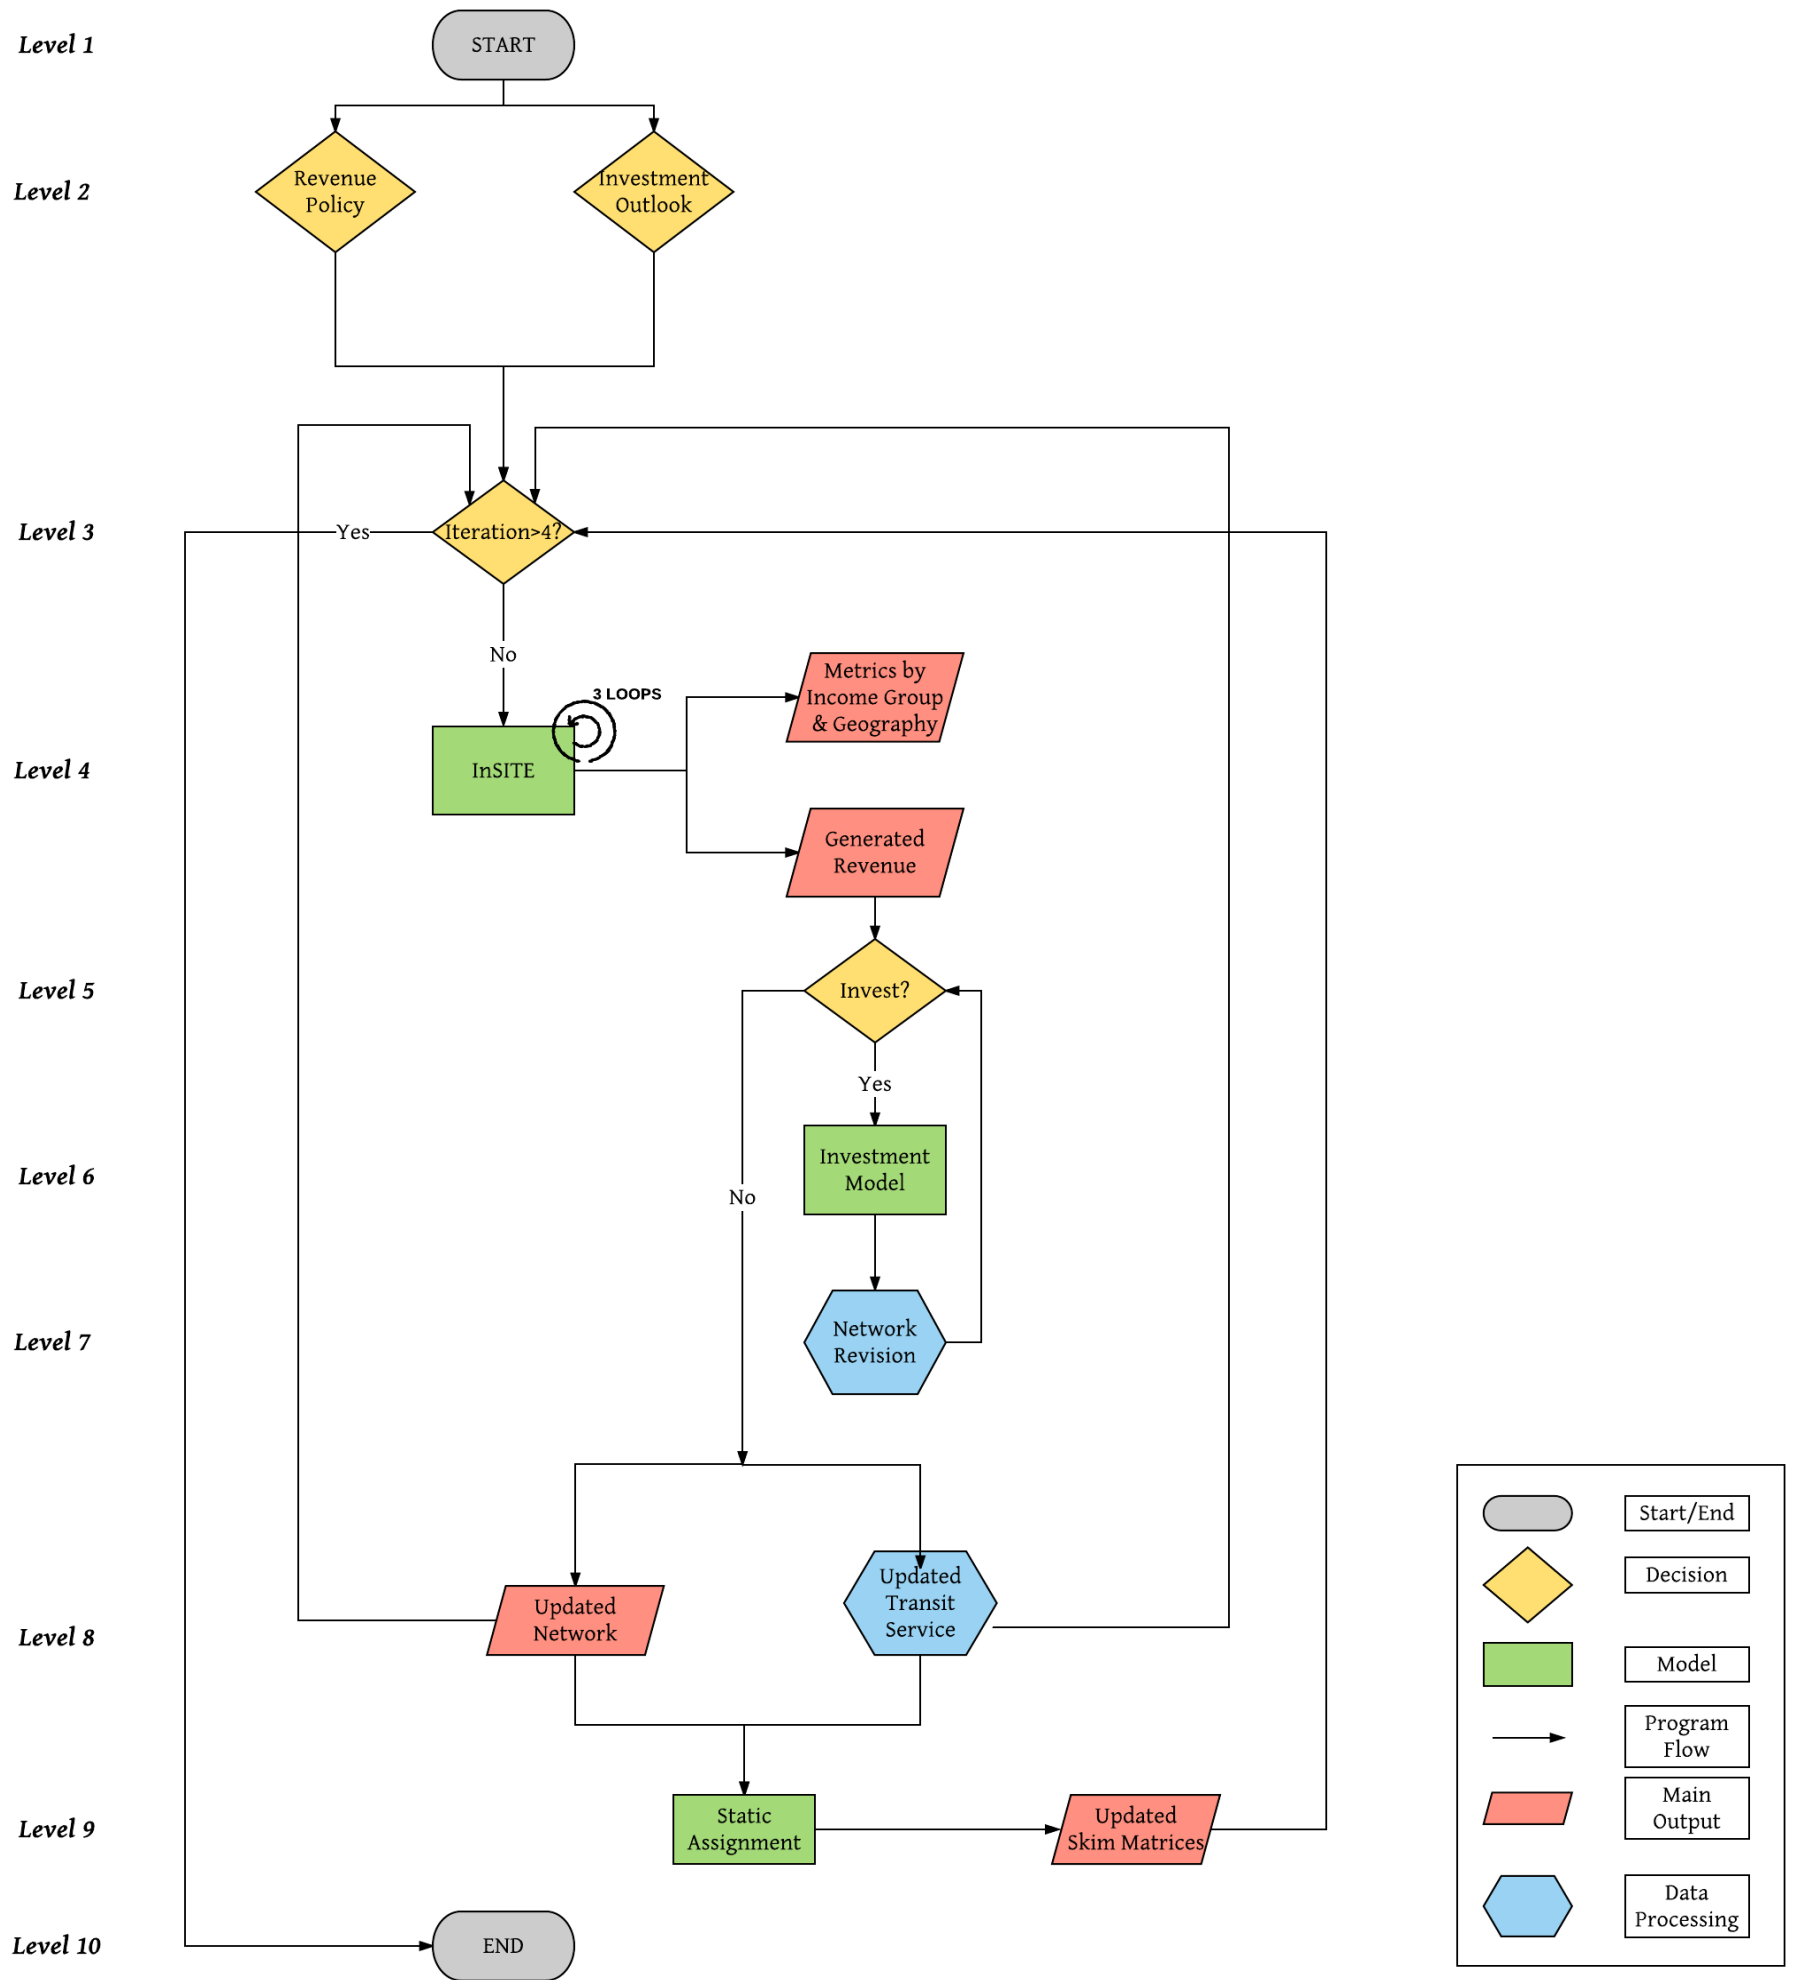 Level 1
START
Level 2
Revenue
Policy
Investment
Outlook
Level 3
Yes
Iteration>4?
No
3 LOOPS
Metrics by
Income Group
& Geography
Level 4
InSITE
Generated
Revenue
Level 5
Invest?
Yes
Level 6
Investment
Model
No
Level 7
Network
Revision
Level 8
Updated
Network
Updated
Transit
Service
Level 9
Static
Assignment
Updated
Skim Matrices
Level 10
END
Start/End
Decision
Model
Program
Flow
Main
Output
Data
Processing